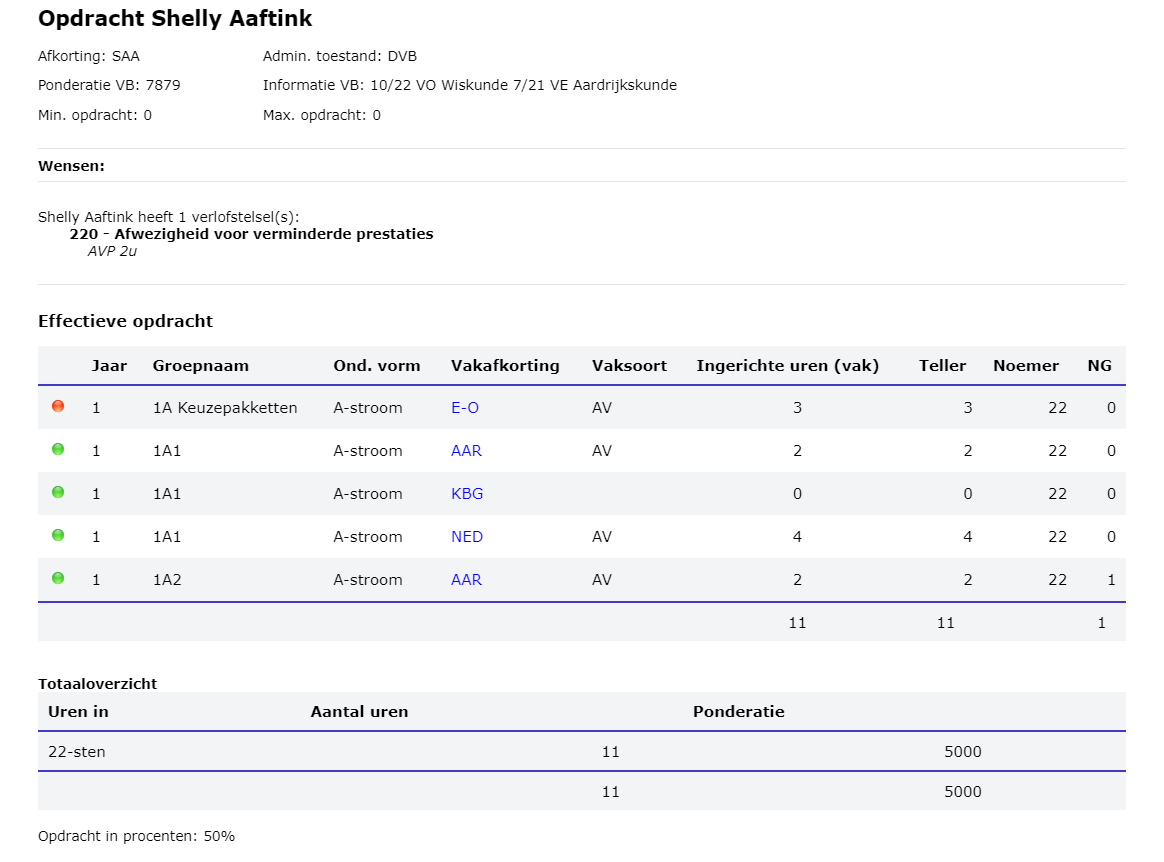 Opdracht Shelly Aaftink
Afkorting: SAA Admin. toestand: DVB
Ponderatie VB: 7879 Informatie VB: 10/22 VO Wiskunde 7/21 VE Aardrijkskunde
Min. opdracht: 0 Max. opdracht: 0
Wensen:
Shelly Aaftink heeft 1 verlofstelsel(s):
220 - Afwezigheid voor verminderde prestaties
AVP 2u
Effectieve opdracht
Jaar Groepnaam Ond. vorm Vakafkorting Vaksoort Ingerichte uren (vak) Teller Noemer NG
1 1A Keuzepakketten A-stroom E-O AV 3 3 22 0
1 1A1 A-stroom AAR AV 2 2 22 0
1 1A1 A-stroom KBG 0 0 22 0
1 1A1 A-stroom NED AV 4 4 22 0
1 1A2 A-stroom AAR AV 2 2 22 1
11 11 1
Totaaloverzicht
Uren in Aantal uren Ponderatie
22-sten 11 5000
11 5000
Opdracht in procenten: 50%